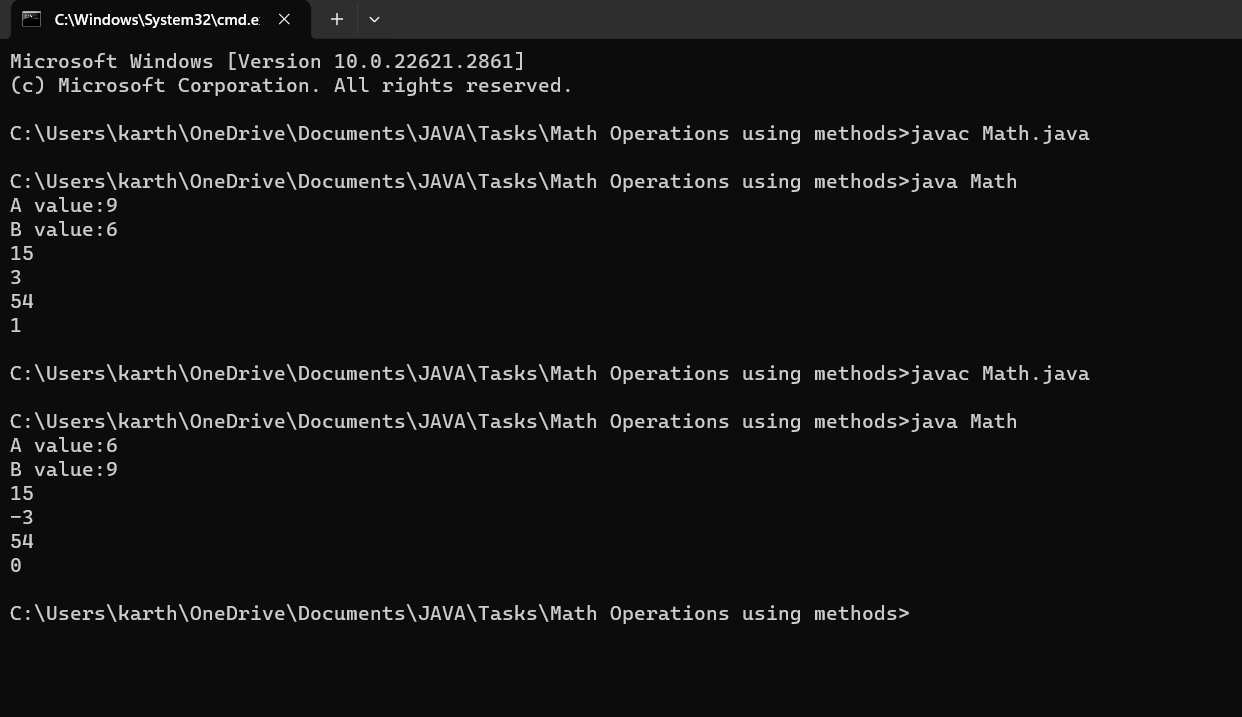 C:\Windows\System32\cmd.e
Microsoft Windows [Version 10.0.22621.2861]
(c) Microsoft Corporation. All rights reserved.
C:\Users\karth\OneDrive\Documents\JAVA\Tasks\Math Operations using methods>javac Math.java
C:\Users\karth\OneDrive\Documents\JAVA\Tasks\Math Operations using methods>java Math
A value:9
B value:6
15
3
54
1
C:\Users\karth\OneDrive\Documents\JAVA\Tasks\Math Operations using methods>javac Math.java
C:\Users\karth\OneDrive\Documents\JAVA\Tasks\Math Operations using methods>java Math
A value:6
B value:9
15
-3
54
0
C:\Users\karth\OneDrive\Documents\JAVA\Tasks\Math Operations using methods>